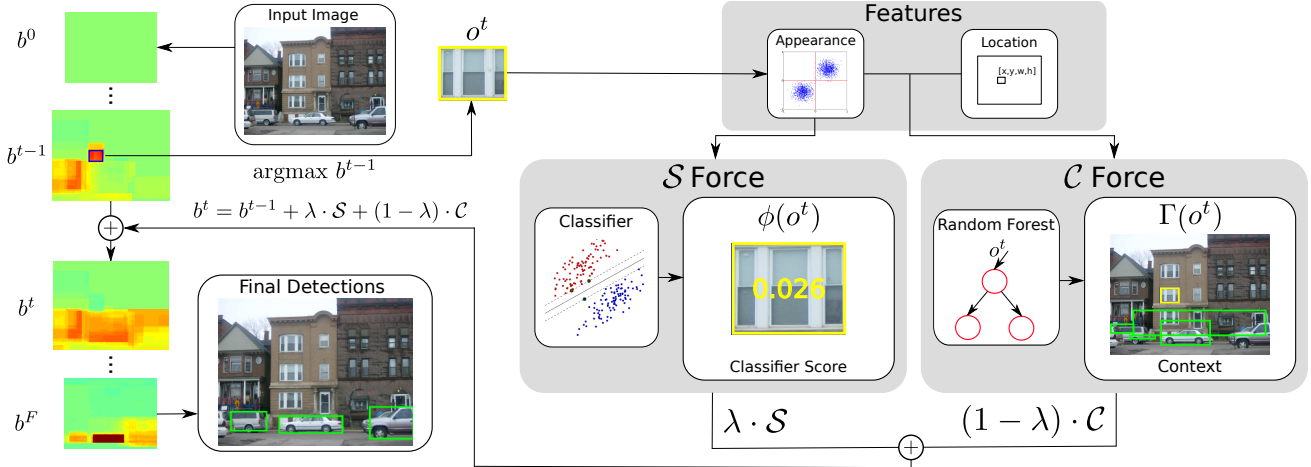 Input Image
b^0
b^{t-1}
argmax b^{t-1}
o^t
b^t = b^{t-1} + λ · S + (1 − λ) · C
+
b^t
b^F
Final Detections
Features
Appearance
Location
[x,y,w,h]
S Force
Classifier
ϕ(o^t)
0.026
Classifier Score
C Force
Random Forest
o^t
Γ(o^t)
Context
λ · S
(1 − λ) · C
+